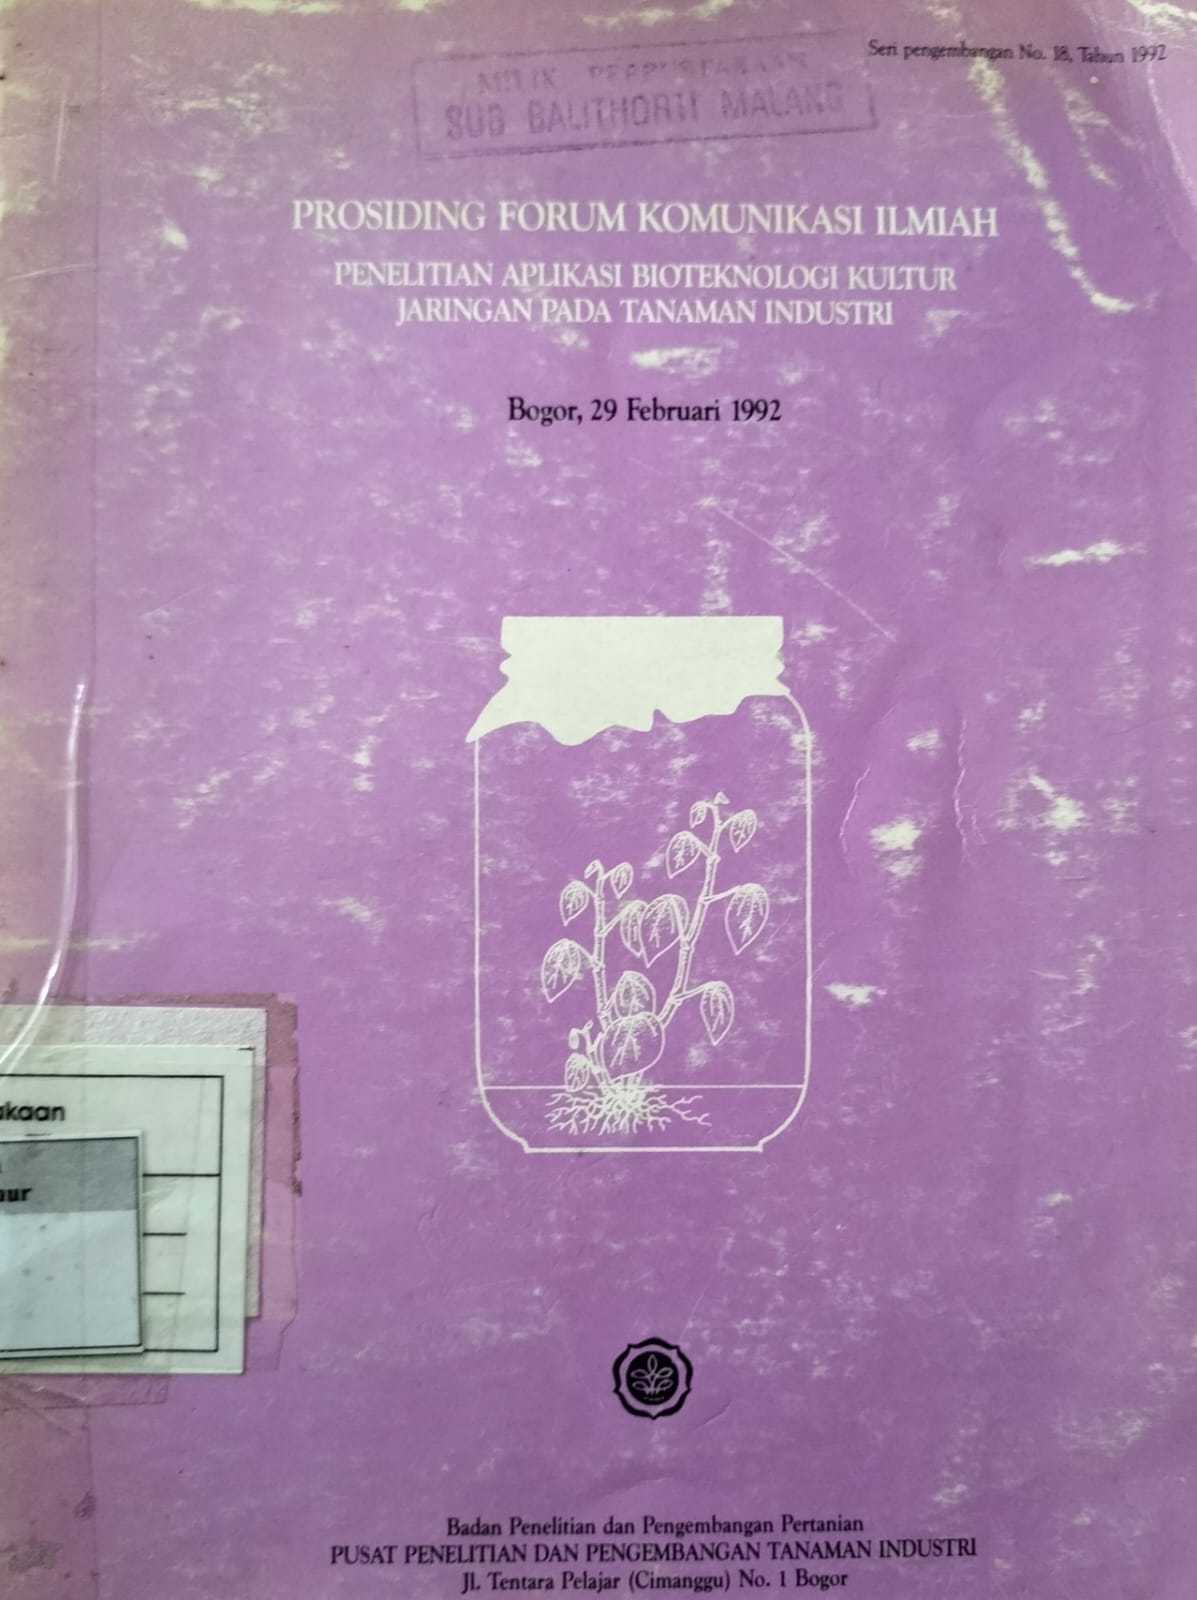 Seri pengembangan No. 18, Tahun 1992
MILIK PERPUSTAKAAN
SUB BALITHORTI MALANG
PROSIDING FORUM KOMUNIKASI ILMIAH
PENELITIAN APLIKASI BIOTEKNOLOGI KULTUR
JARINGAN PADA TANAMAN INDUSTRI
Bogor, 29 Februari 1992
Badan Penelitian dan Pengembangan Pertanian
PUSAT PENELITIAN DAN PENGEMBANGAN TANAMAN INDUSTRI
Jl. Tentara Pelajar (Cimanggu) No. 1 Bogor